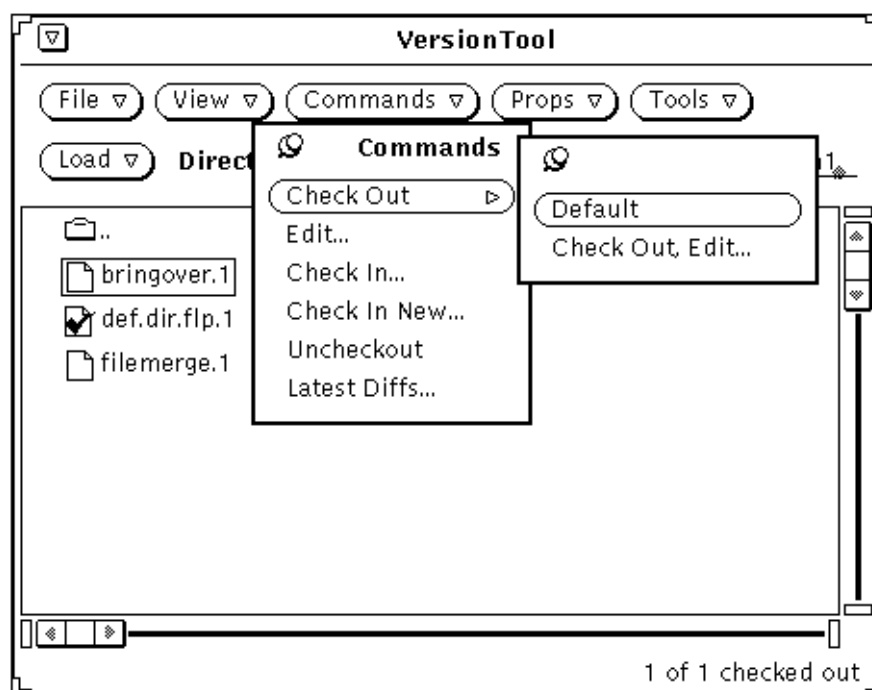 VersionTool
File View Commands Props Tools
Load Direct
Commands
Check Out
Edit...
Check In...
Check In New...
Uncheckout
Latest Diffs...
Default
Check Out, Edit...
..
bringover.1
def.dir.flp.1
filemerge.1
1 of 1 checked out